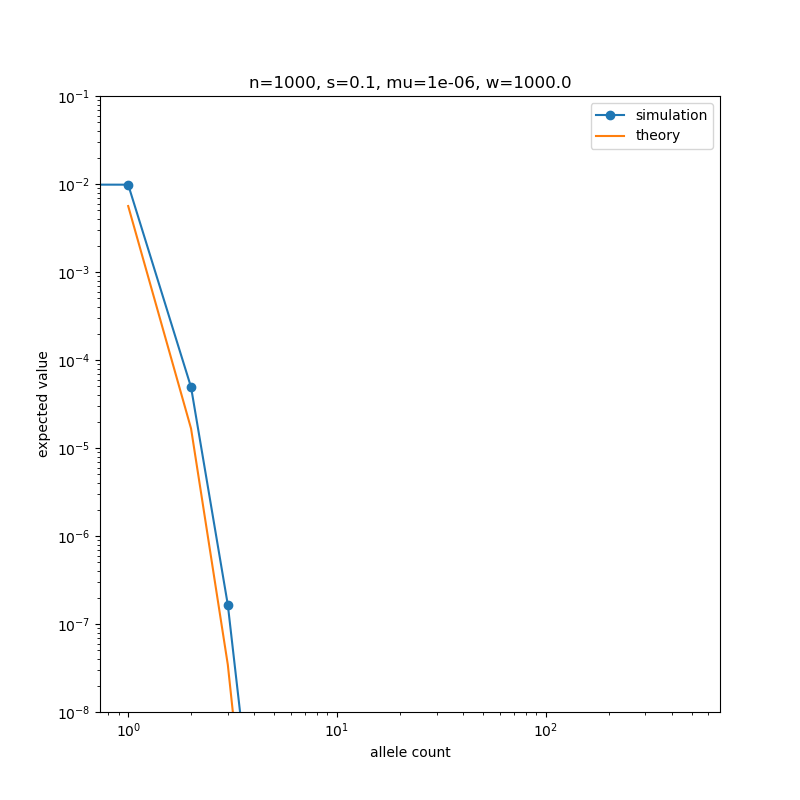 n=1000, s=0.1, mu=1e-06, w=1000.0
simulation
theory
10⁻¹
10⁻²
10⁻³
10⁻⁴
10⁻⁵
10⁻⁶
10⁻⁷
10⁻⁸
expected value
10⁰ 10¹ 10²
allele count